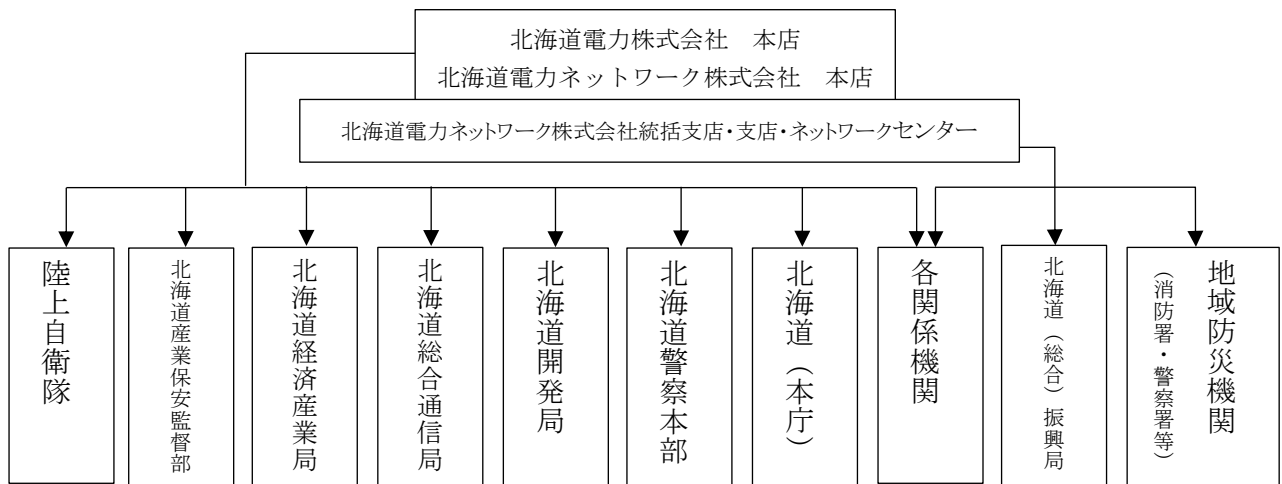 北海道電力株式会社　本店
北海道電力ネットワーク株式会社　本店
北海道電力ネットワーク株式会社統括支店・支店・ネットワークセンター
陸上自衛隊
北海道産業保安監督部
北海道経済産業局
北海道総合通信局
北海道開発局
北海道警察本部
北海道（本庁）
各関係機関
北海道（総合）振興局
地域防災機関
（消防署・警察署等）